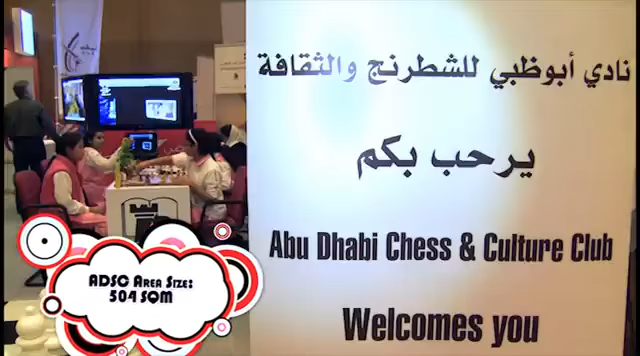 نادي أبوظبي للشطرنج والثقافة
يرحب بكم
Abu Dhabi Chess & Culture Club
Welcomes you
ADSC AREA SIZE:
504 SQM